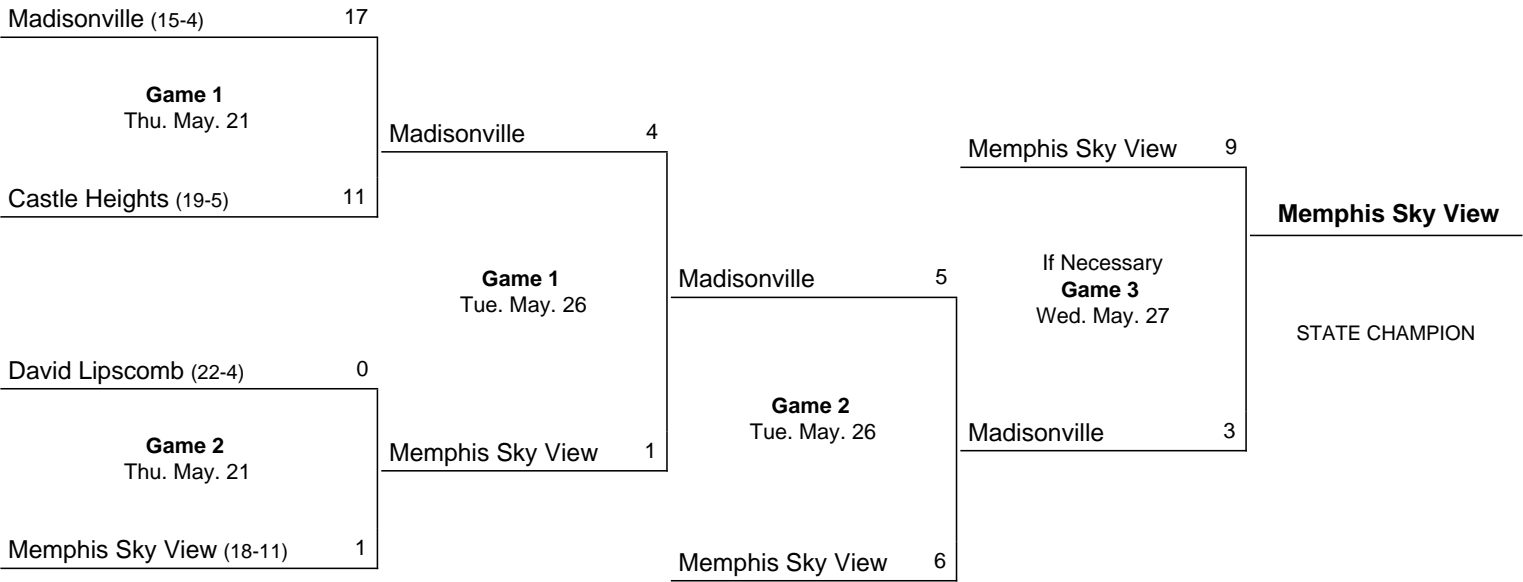 Madisonville (15-4) 17
Game 1
Thu. May. 21
Castle Heights (19-5) 11
David Lipscomb (22-4) 0
Game 2
Thu. May. 21
Memphis Sky View (18-11) 1
Madisonville 4
Game 1
Tue. May. 26
Memphis Sky View 1
Madisonville 5
Game 2
Tue. May. 26
Memphis Sky View 6
Memphis Sky View 9
If Necessary
Game 3
Wed. May. 27
Madisonville 3
Memphis Sky View
STATE CHAMPION